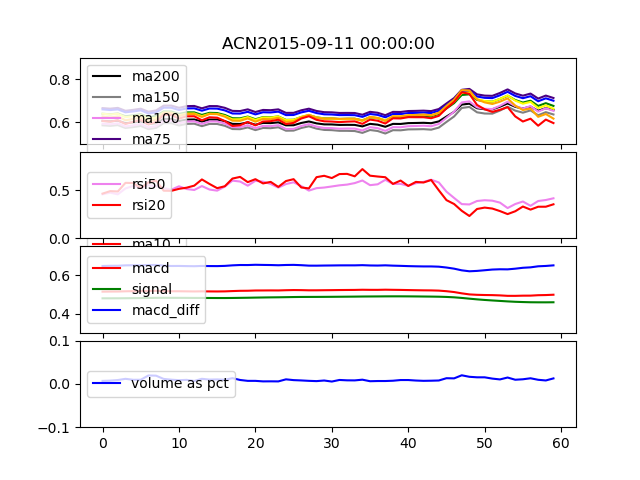 ACN2015-09-11 00:00:00
0.8
0.6
ma200
ma150
ma100
ma75
0.5
0.0
rsi50
rsi20
ma10
0.6
0.4
macd
signal
macd_diff
0.1
0.0
−0.1
volume as pct
0 10 20 30 40 50 60